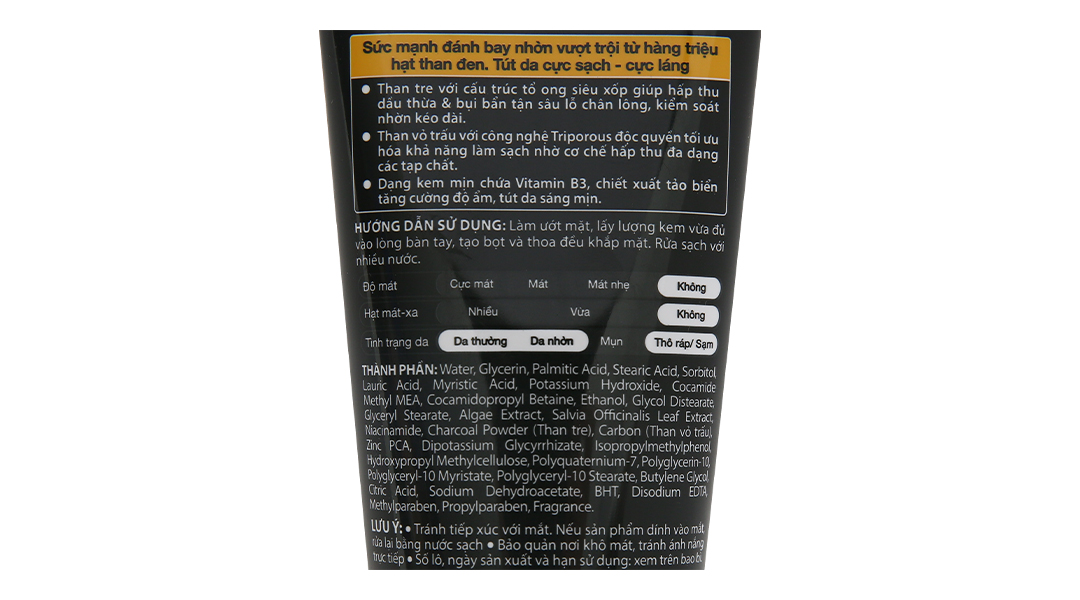 Sức mạnh đánh bay nhờn vượt trội từ hàng triệu
hạt than đen. Tút da cực sạch - cực láng
• Than tre với cấu trúc tổ ong siêu xốp giúp hấp thu
dầu thừa & bụi bẩn tận sâu lỗ chân lông, kiểm soát
nhờn kéo dài.
• Than vỏ trấu với công nghệ Triporous độc quyền tối ưu
hóa khả năng làm sạch nhờ cơ chế hấp thu đa dạng
các tạp chất.
• Dạng kem mịn chứa Vitamin B3, chiết xuất tảo biển
tăng cường độ ẩm, tút da sáng mịn.
HƯỚNG DẪN SỬ DỤNG: Làm ướt mặt, lấy lượng kem vừa đủ
vào lòng bàn tay, tạo bọt và thoa đều khắp mặt. Rửa sạch với
nhiều nước.
Độ mát Cực mát Mát Mát nhẹ Không
Hạt mát-xa Nhiều Vừa Không
Tình trạng da Da thường Da nhờn Mụn Thô ráp/ Sạm
THÀNH PHẦN: Water, Glycerin, Palmitic Acid, Stearic Acid, Sorbitol,
Lauric Acid, Myristic Acid, Potassium Hydroxide, Cocamide
Methyl MEA, Cocamidopropyl Betaine, Ethanol, Glycol Distearate,
Glyceryl Stearate, Algae Extract, Salvia Officinalis Leaf Extract,
Niacinamide, Charcoal Powder (Than tre), Carbon (Than vỏ trấu),
Zinc PCA, Dipotassium Glycyrrhizate, Isopropylmethylphenol,
Hydroxypropyl Methylcellulose, Polyquaternium-7, Polyglycerin-10,
Polyglyceryl-10 Myristate, Polyglyceryl-10 Stearate, Butylene Glycol,
Citric Acid, Sodium Dehydroacetate, BHT, Disodium EDTA,
Methylparaben, Propylparaben, Fragrance.
LƯU Ý: • Tránh tiếp xúc với mắt. Nếu sản phẩm dính vào mắt,
rửa lại bằng nước sạch • Bảo quản nơi khô mát, tránh ánh nắng
trực tiếp • Số lô, ngày sản xuất và hạn sử dụng: xem trên bao bì.